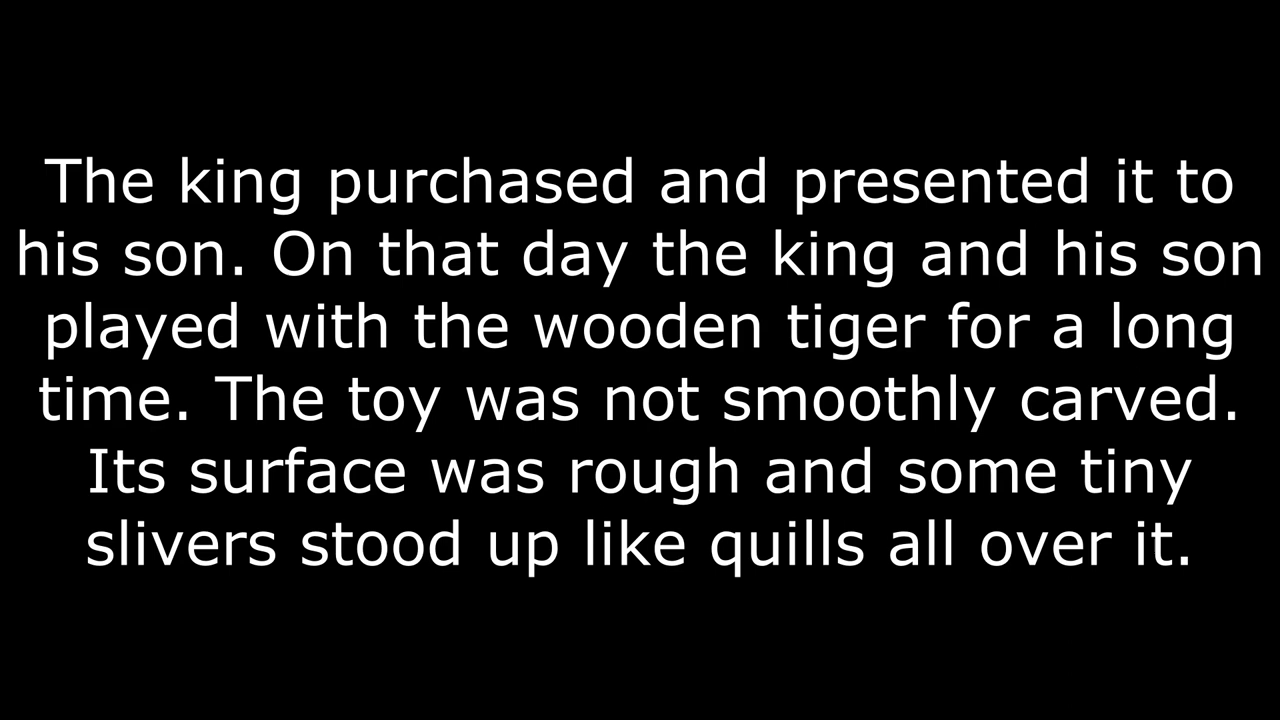 The king purchased and presented it to
his son. On that day the king and his son
played with the wooden tiger for a long
time. The toy was not smoothly carved.
Its surface was rough and some tiny
slivers stood up like quills all over it.